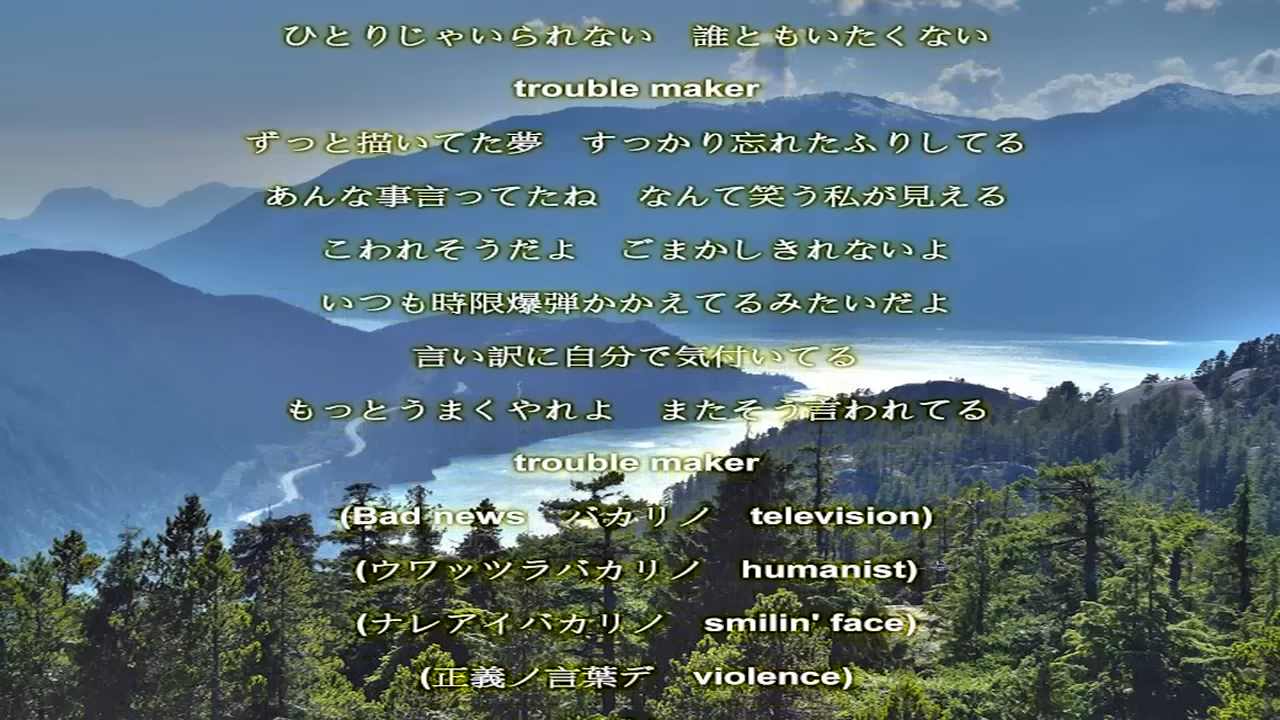 ひとりじゃいられない　誰ともいたくない
trouble maker
ずっと描いてた夢　すっかり忘れたふりしてる
あんな事言ってたね　なんて笑う私が見える
こわれそうだよ　ごまかしきれないよ
いつも時限爆弾かかえてるみたいだよ
言い訳に自分で気付いてる
もっとうまくやれよ　またそう言われてる
trouble maker
(Bad news　バカリノ　television)
(ウワッツラバカリノ　humanist)
(ナレアイバカリノ　smilin' face)
(正義ノ言葉デ　violence)